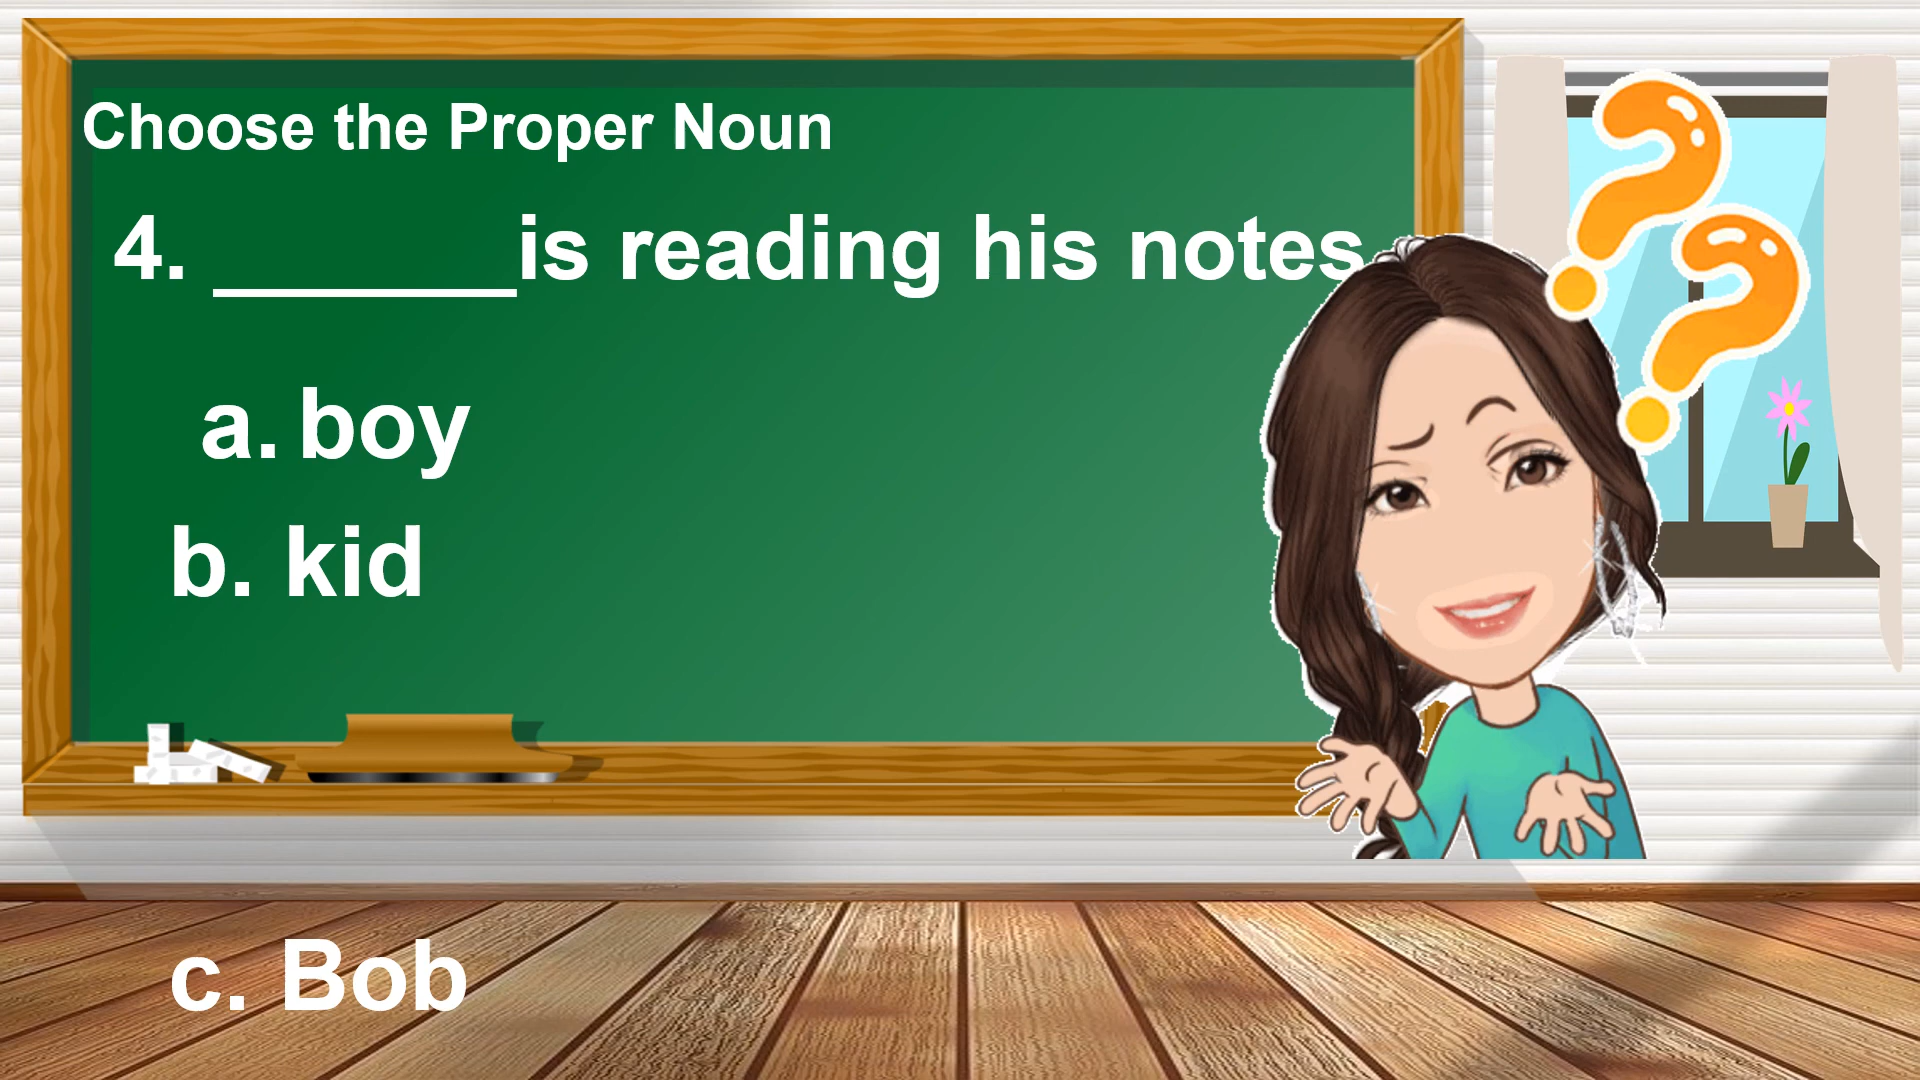 Choose the Proper Noun
4. ______is reading his notes
a. boy
b. kid
c. Bob